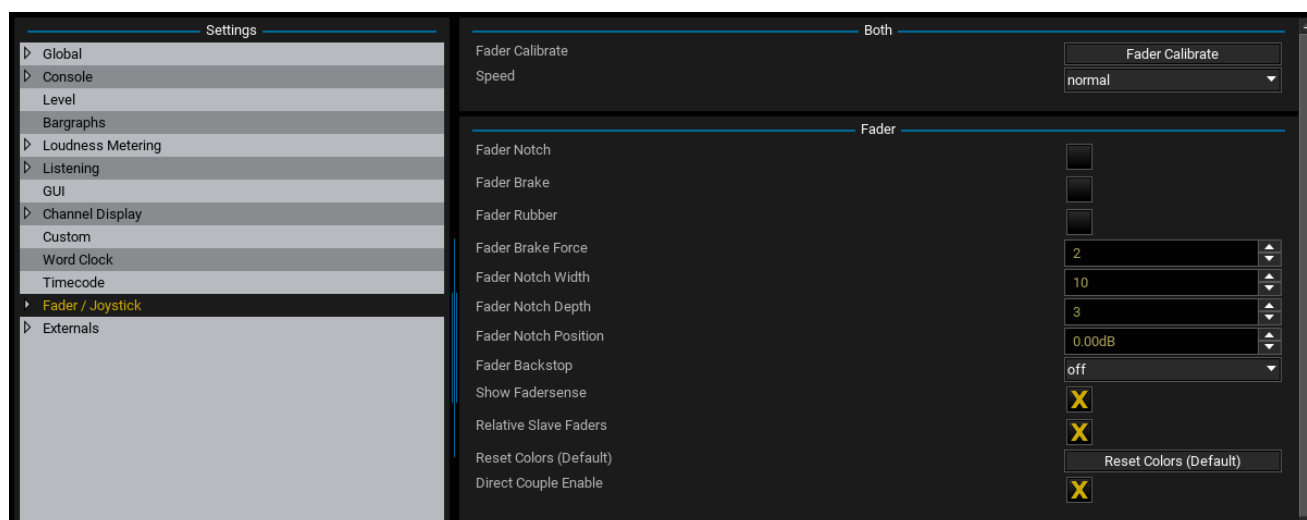 Settings
Global
Console
Level
Bargraphs
Loudness Metering
Listening
GUI
Channel Display
Custom
Word Clock
Timecode
Fader / Joystick
Externals
Both
Fader Calibrate Fader Calibrate
Speed normal
Fader
Fader Notch
Fader Brake
Fader Rubber
Fader Brake Force 2
Fader Notch Width 10
Fader Notch Depth 3
Fader Notch Position 0.00dB
Fader Backstop off
Show Fadersense X
Relative Slave Faders X
Reset Colors (Default) Reset Colors (Default)
Direct Couple Enable X